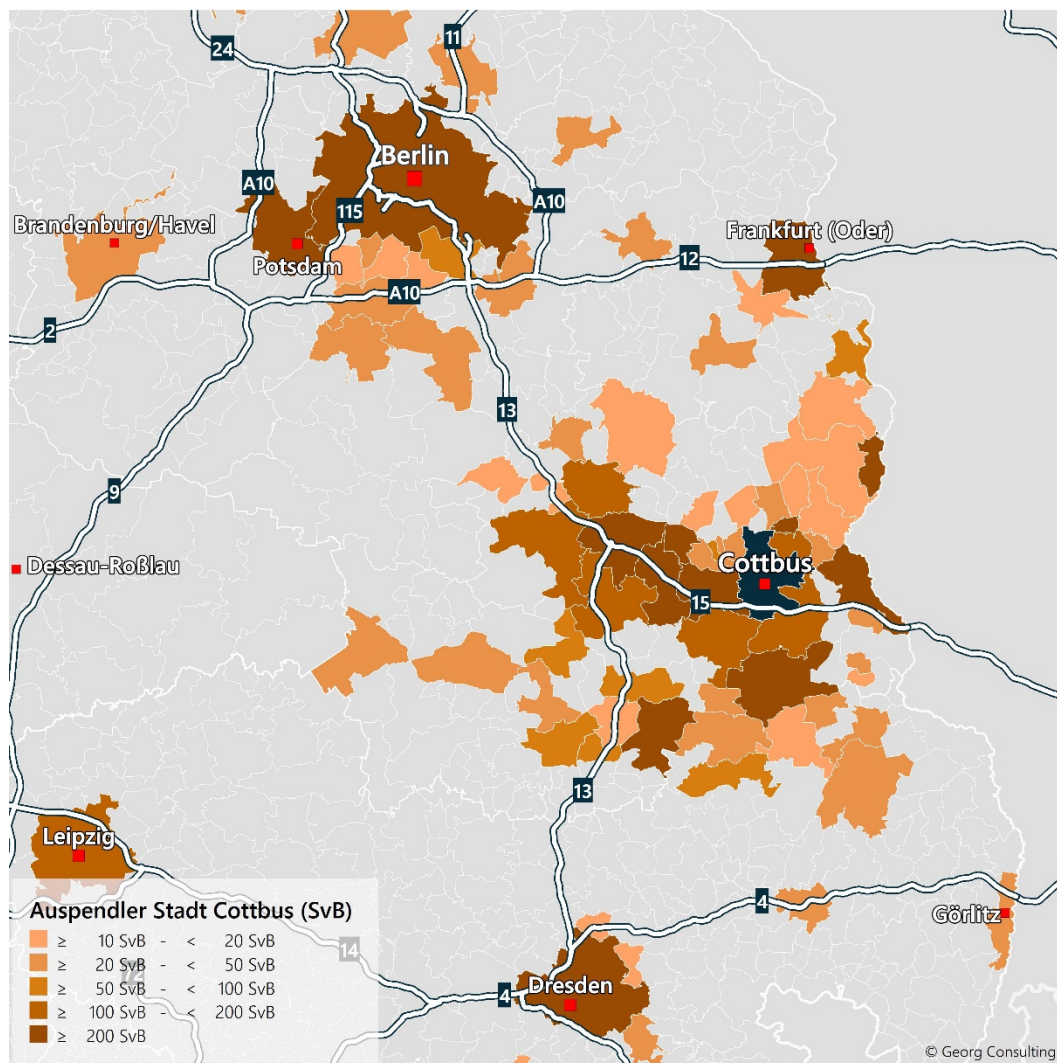 24
11
Berlin
A10
115
A10
Brandenburg/Havel
Potsdam
Frankfurt (Oder)
12
A10
2
13
9
Dessau-Roßlau
Cottbus
15
13
Leipzig
4
Görlitz
14
72
4
Dresden
Auspendler Stadt Cottbus (SvB)
≥ 10 SvB - < 20 SvB
≥ 20 SvB - < 50 SvB
≥ 50 SvB - < 100 SvB
≥ 100 SvB - < 200 SvB
≥ 200 SvB
© Georg Consulting